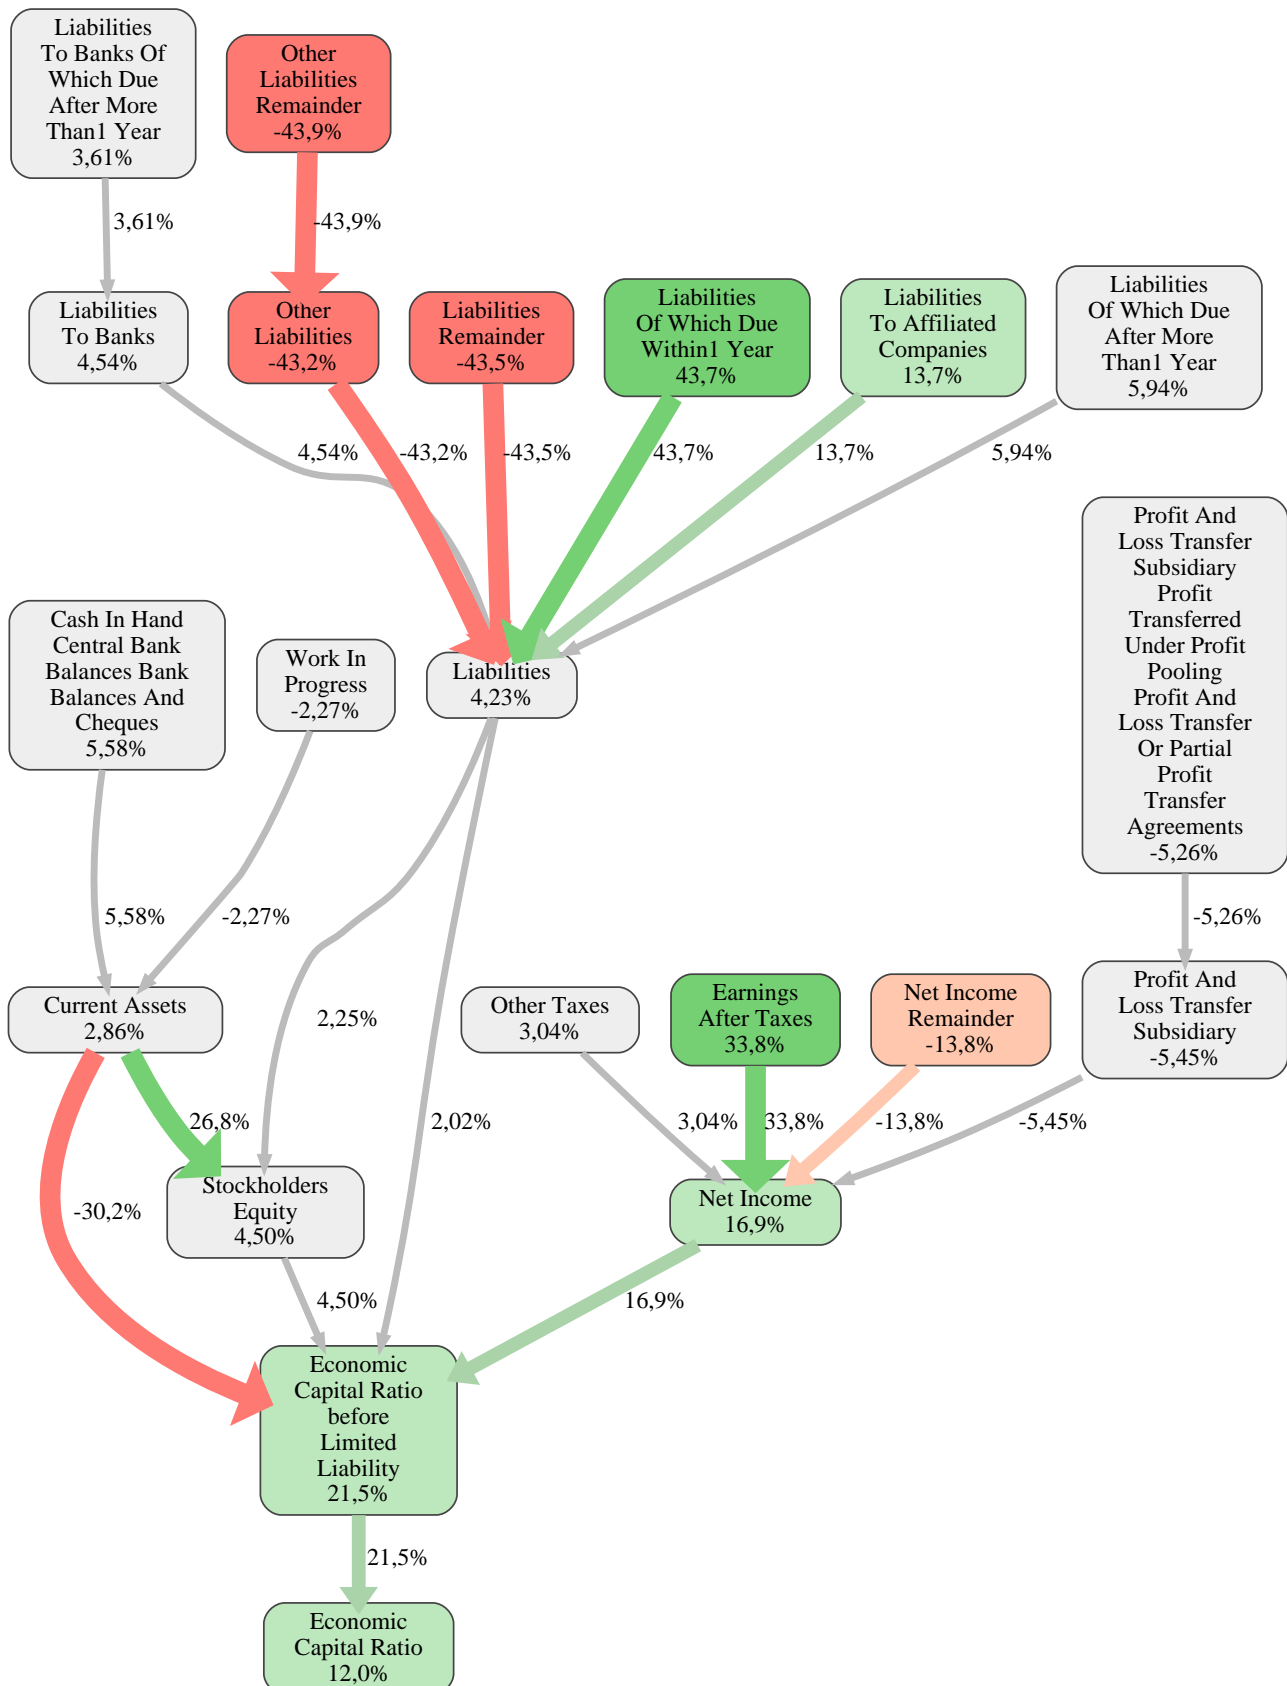 Liabilities
To Banks Of
Which Due
After More
Than1 Year
3,61%
Other
Liabilities
Remainder
-43,9%
3,61%
-43,9%
Liabilities
To Banks
4,54%
Other
Liabilities
-43,2%
Liabilities
Remainder
-43,5%
Liabilities
Of Which Due
Within1 Year
43,7%
Liabilities
To Affiliated
Companies
13,7%
Liabilities
Of Which Due
After More
Than1 Year
5,94%
4,54%
-43,2%
-43,5%
43,7%
13,7%
5,94%
Profit And
Loss Transfer
Subsidiary
Profit
Transferred
Under Profit
Pooling
Profit And
Loss Transfer
Or Partial
Profit
Transfer
Agreements
-5,26%
Cash In Hand
Central Bank
Balances Bank
Balances And
Cheques
5,58%
Work In
Progress
-2,27%
Liabilities
4,23%
5,58%
-2,27%
-5,26%
Current Assets
2,86%
2,25%
Other Taxes
3,04%
Earnings
After Taxes
33,8%
Net Income
Remainder
-13,8%
Profit And
Loss Transfer
Subsidiary
-5,45%
26,8%
2,02%
3,04%
33,8%
-13,8%
-5,45%
-30,2%
Stockholders
Equity
4,50%
Net Income
16,9%
4,50%
16,9%
Economic
Capital Ratio
before
Limited
Liability
21,5%
21,5%
Economic
Capital Ratio
12,0%